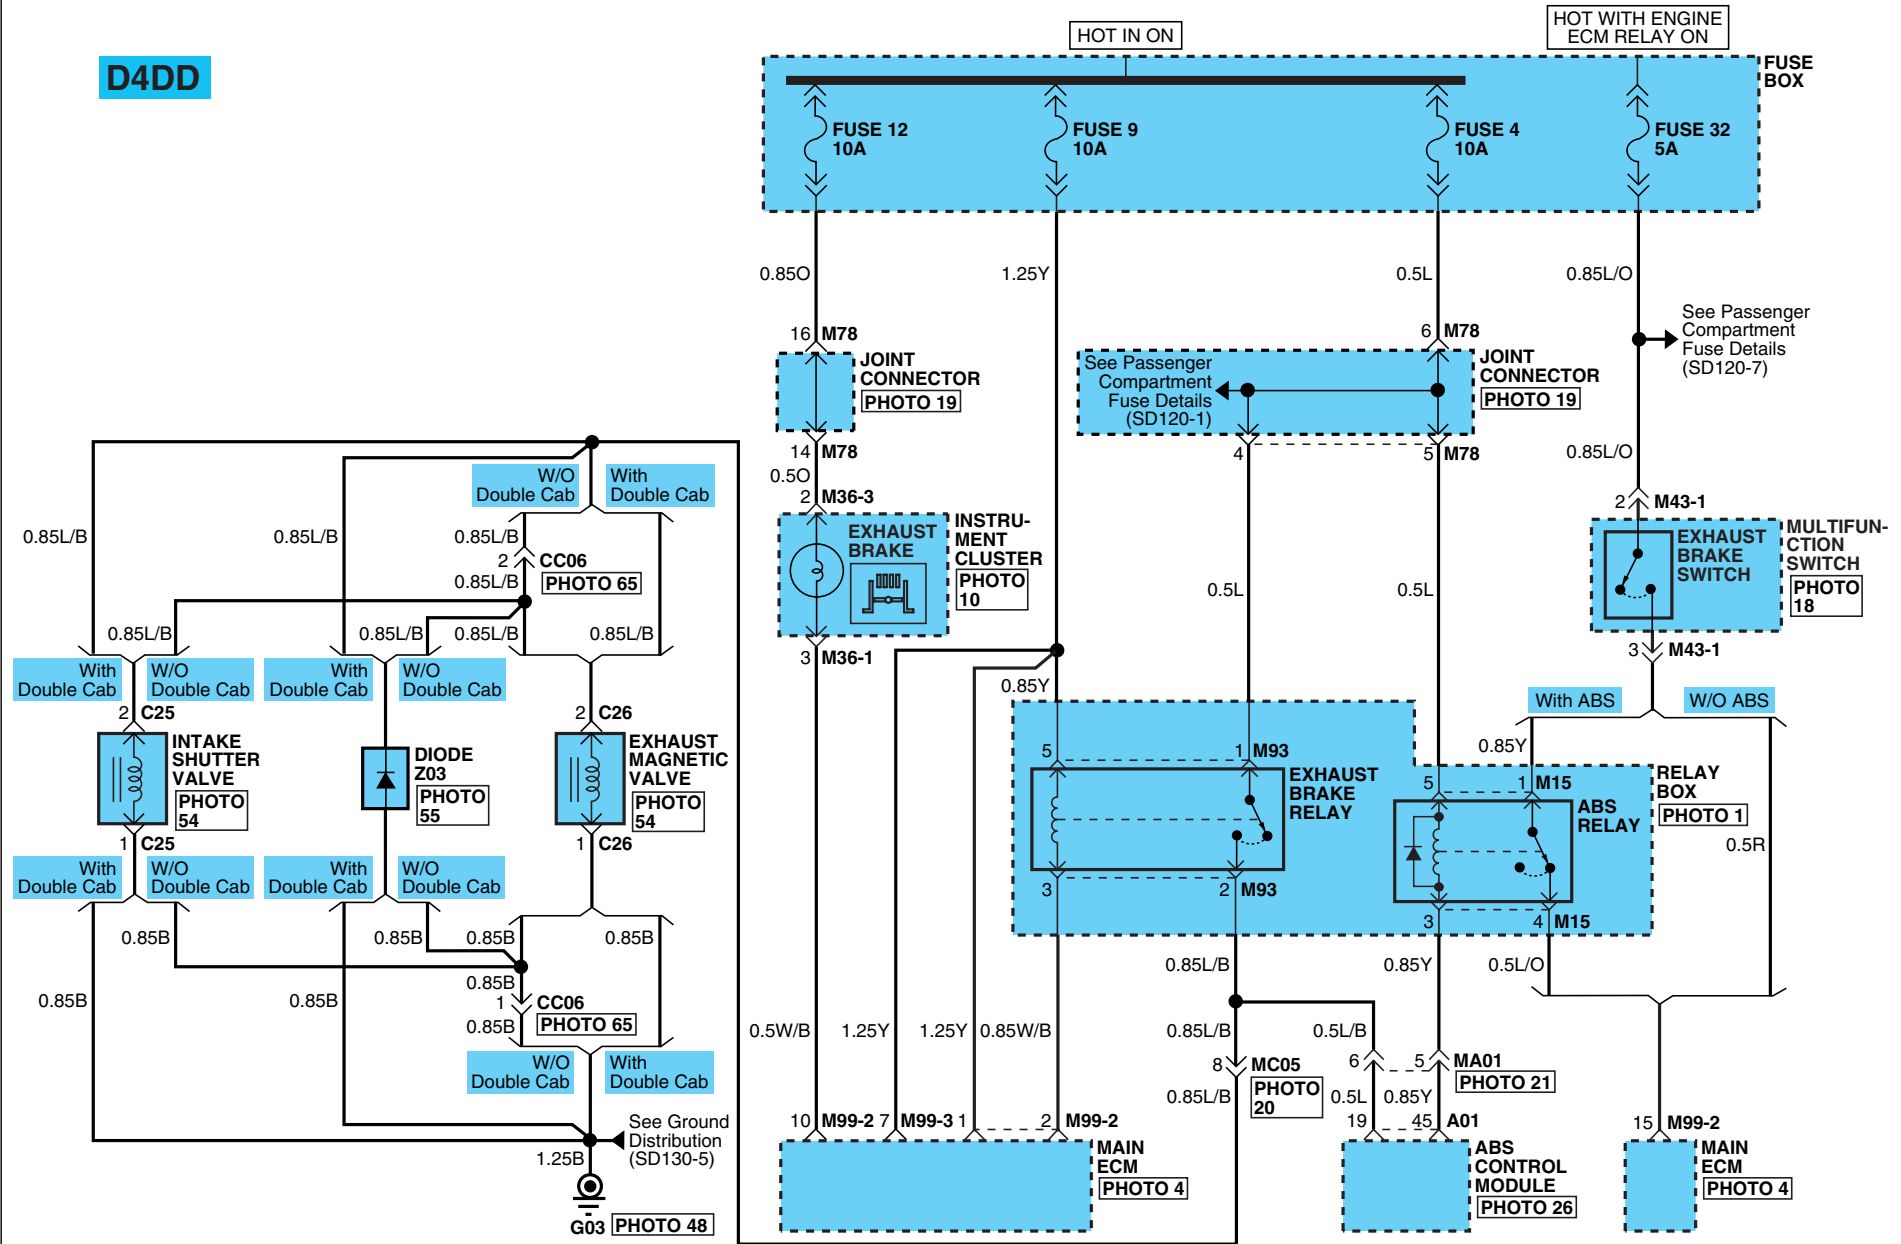 HOT IN ON
HOT WITH ENGINE
ECM RELAY ON
D4DD
FUSE
BOX
FUSE 12
10A
FUSE 9
10A
FUSE 4
10A
FUSE 32
5A
0.85O
1.25Y
0.5L
0.85L/O
See Passenger
Compartment
Fuse Details
(SD120-7)
16 M78
JOINT
CONNECTOR
PHOTO 19
14 M78
0.5O
2 M36-3
6 M78
See Passenger
Compartment
Fuse Details
(SD120-1)
JOINT
CONNECTOR
PHOTO 19
4
5 M78
0.85L/O
2 M43-1
EXHAUST
BRAKE
INSTRU-
MENT
CLUSTER
PHOTO
10
3 M36-1
EXHAUST
BRAKE
SWITCH
MULTIFUN-
CTION
SWITCH
PHOTO
18
3 M43-1
0.5L
0.5L
W/O
Double Cab
With
Double Cab
0.85L/B
0.85L/B
0.85L/B
2 CC06
PHOTO 65
0.85L/B
0.85L/B
0.85L/B
0.85L/B
0.85L/B
With
Double Cab
W/O
Double Cab
With
Double Cab
W/O
Double Cab
0.85Y
With ABS
W/O ABS
0.85Y
2 C25
INTAKE
SHUTTER
VALVE
PHOTO
54
1 C25
DIODE
Z03
PHOTO
55
2 C26
EXHAUST
MAGNETIC
VALVE
PHOTO
54
1 C26
5
1 M93
EXHAUST
BRAKE
RELAY
3
2 M93
5
1 M15
ABS
RELAY
3
4 M15
RELAY
BOX
PHOTO 1
0.5R
With
Double Cab
W/O
Double Cab
With
Double Cab
W/O
Double Cab
0.85B
0.85B
0.85B
0.85B
0.85B
0.85B
0.85B
1 CC06
PHOTO 65
0.85B
W/O
Double Cab
With
Double Cab
See Ground
Distribution
(SD130-5)
1.25B
G03 PHOTO 48
0.85L/B
0.85Y
0.5L/O
0.5W/B
1.25Y
1.25Y
0.85W/B
0.85L/B
0.5L/B
8 MC05
PHOTO
20
0.85L/B
6
5 MA01
PHOTO 21
0.5L
0.85Y
10 M99-2
7 M99-3
1
2 M99-2
19
45 A01
15 M99-2
MAIN
ECM
PHOTO 4
ABS
CONTROL
MODULE
PHOTO 26
MAIN
ECM
PHOTO 4